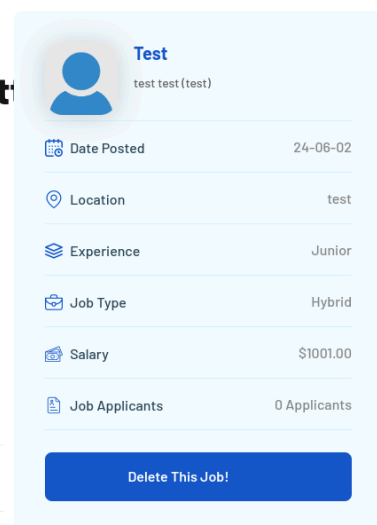 Test
test test (test)
Date Posted 24-06-02
Location test
Experience Junior
Job Type Hybrid
Salary $1001.00
Job Applicants 0 Applicants
Delete This Job!